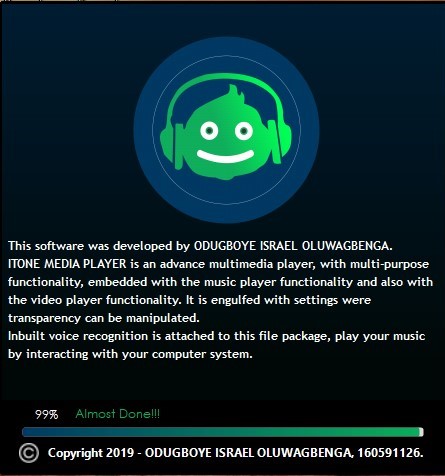 This software was developed by ODUGBOYE ISRAEL OLUWAGBENGA.
ITONE MEDIA PLAYER is an advance multimedia player, with multi-purpose
functionality, embedded with the music player functionality and also with
the video player functionality. It is engulfed with settings were
transparency can be manipulated.
Inbuilt voice recognition is attached to this file package, play your music
by interacting with your computer system.
99% Almost Done!!!
© Copyright 2019 - ODUGBOYE ISRAEL OLUWAGBENGA, 160591126.